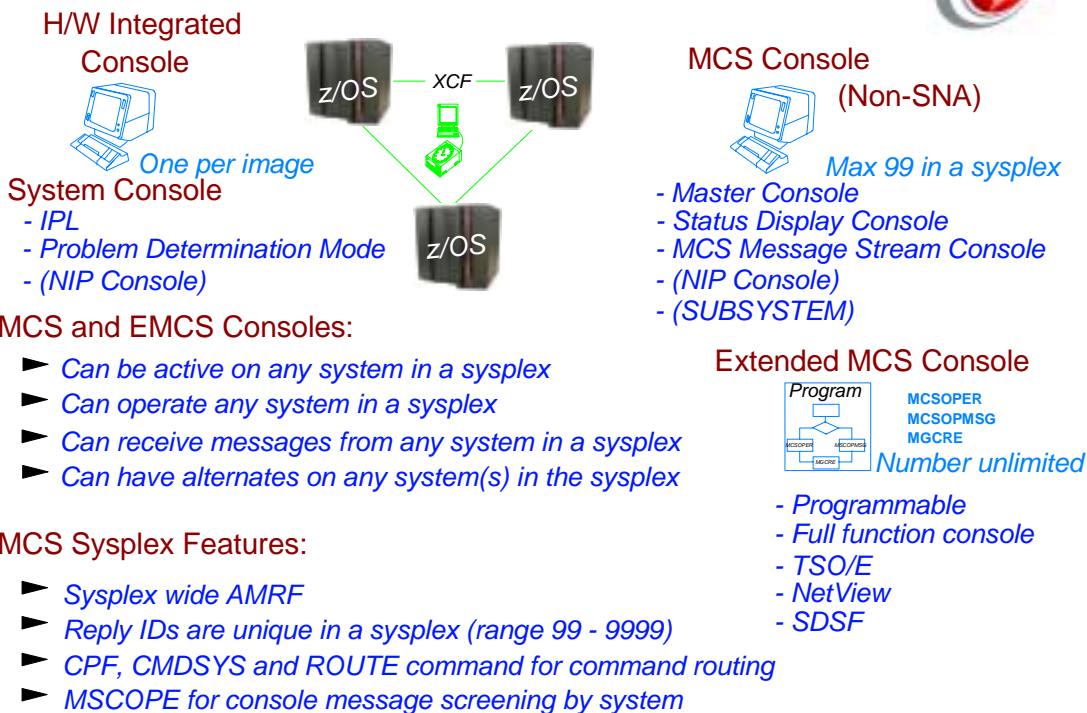 H/W Integrated
Console
One per image
System Console
- IPL
- Problem Determination Mode
- (NIP Console)
z/OS
XCF
z/OS
z/OS
MCS Console
(Non-SNA)
Max 99 in a sysplex
- Master Console
- Status Display Console
- MCS Message Stream Console
- (NIP Console)
- (SUBSYSTEM)
MCS and EMCS Consoles:
► Can be active on any system in a sysplex
► Can operate any system in a sysplex
► Can receive messages from any system in a sysplex
► Can have alternates on any system(s) in the sysplex
Extended MCS Console
Program
MCSOPER
MSCOPMSG
MGCRE
MCSOPER
MCSOPMSG
MGCRE
Number unlimited
- Programmable
- Full function console
- TSO/E
- NetView
- SDSF
MCS Sysplex Features:
► Sysplex wide AMRF
► Reply IDs are unique in a sysplex (range 99 - 9999)
► CPF, CMDSYS and ROUTE command for command routing
► MSCOPE for console message screening by system